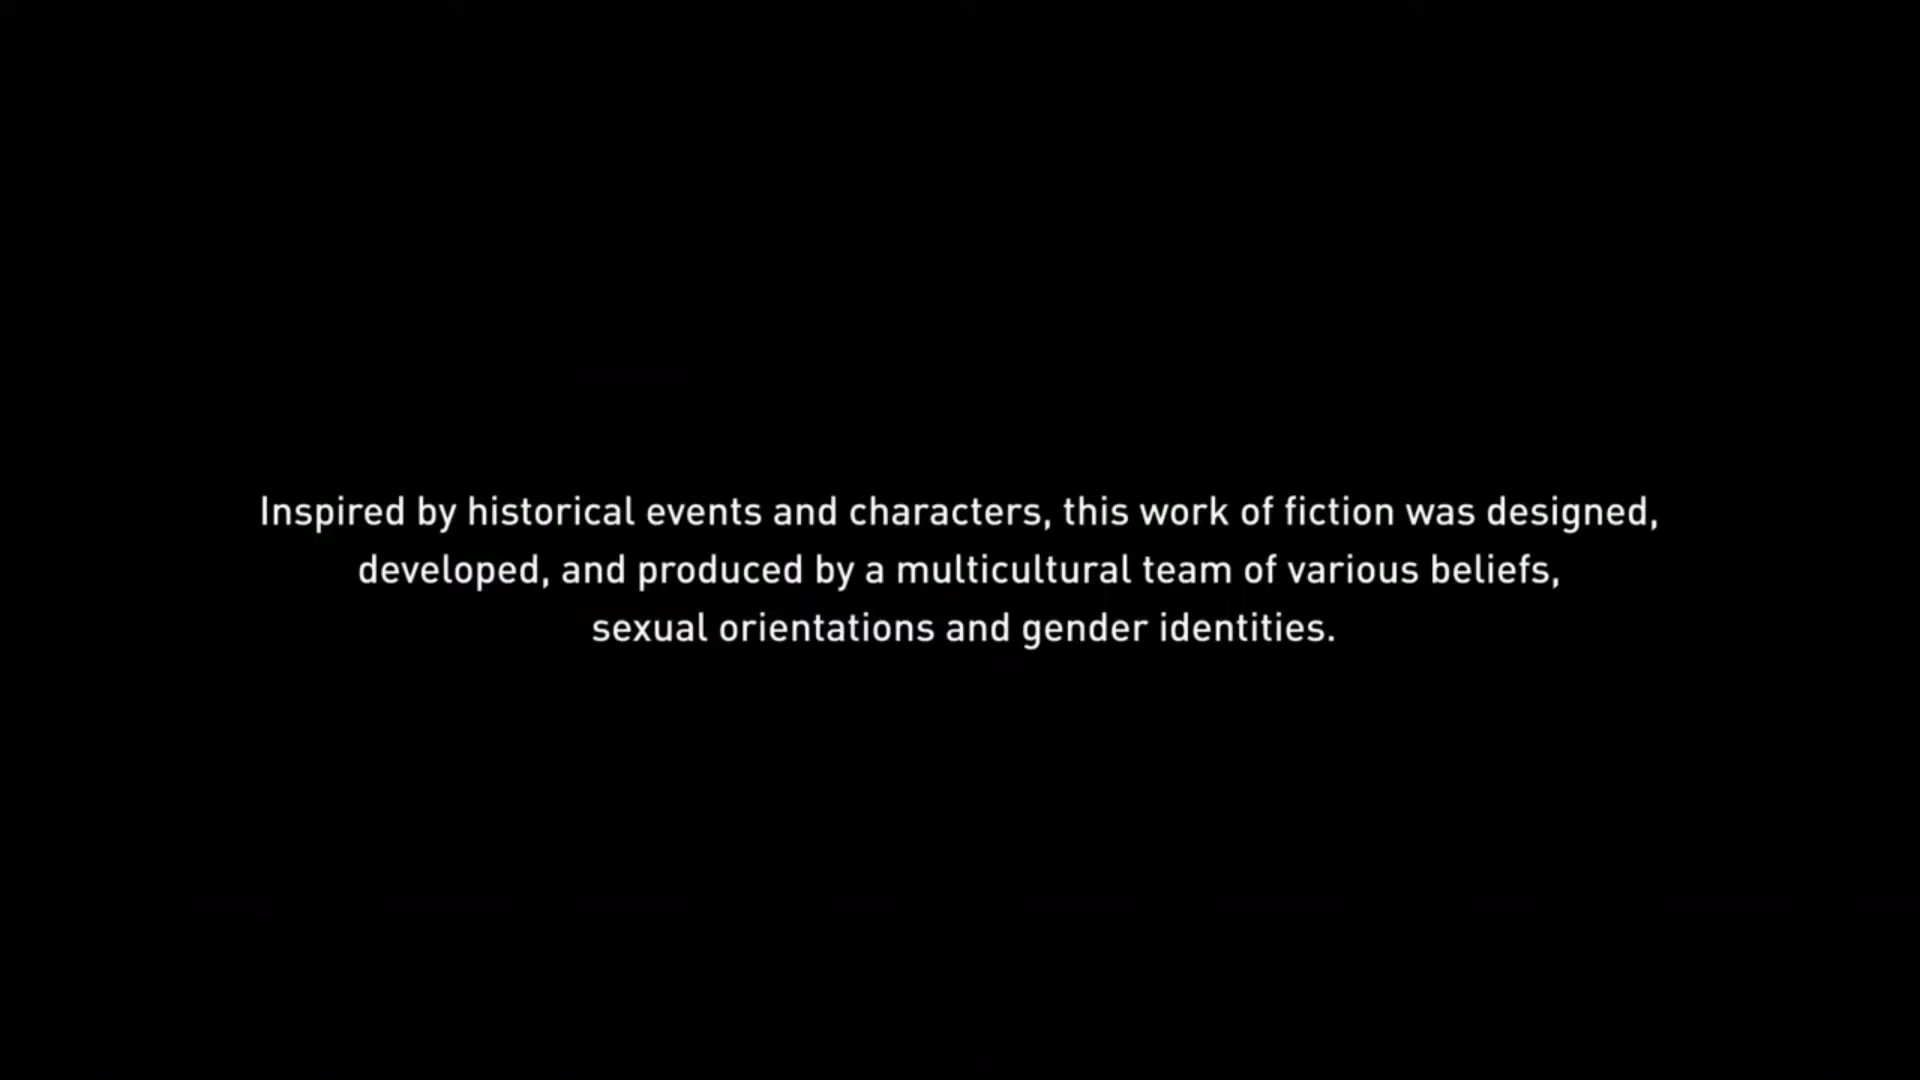 Inspired by historical events and characters, this work of fiction was designed,
developed, and produced by a multicultural team of various beliefs,
sexual orientations and gender identities.